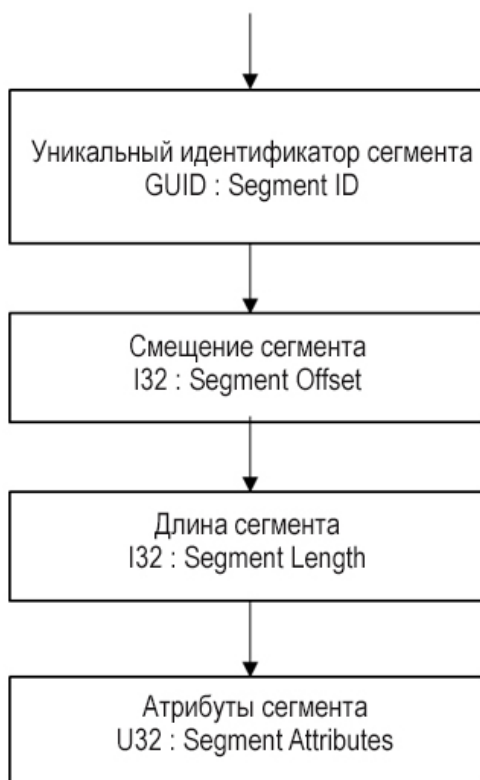 Уникальный идентификатор сегмента
GUID : Segment ID
Смещение сегмента
I32 : Segment Offset
Длина сегмента
I32 : Segment Length
Атрибуты сегмента
U32 : Segment Attributes